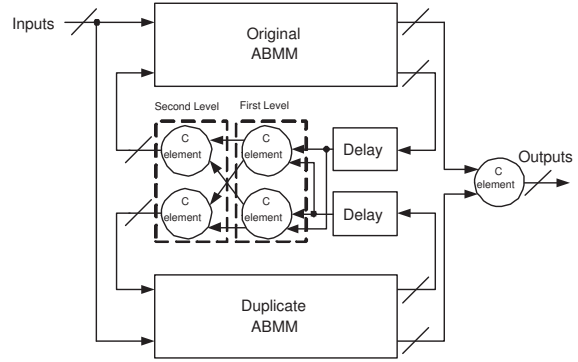 Inputs
Original
ABMM
Second Level
First Level
C
element
C
element
Delay
C
element
Outputs
C
element
C
element
Delay
Duplicate
ABMM